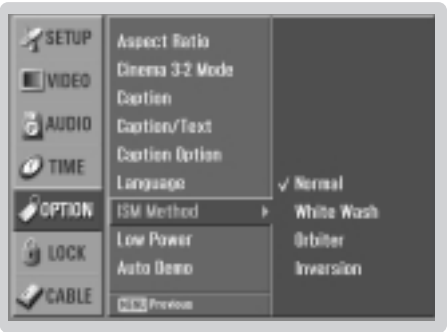 SETUP
VIDEO
AUDIO
TIME
OPTION
LOCK
CABLE
Aspect Ratio
Cinema 3:2 Mode
Caption
Caption/Text
Caption Option
Language
ISM Method
Low Power
Auto Demo
MENU Previous
✓ Normal
White Wash
Orbiter
Inversion